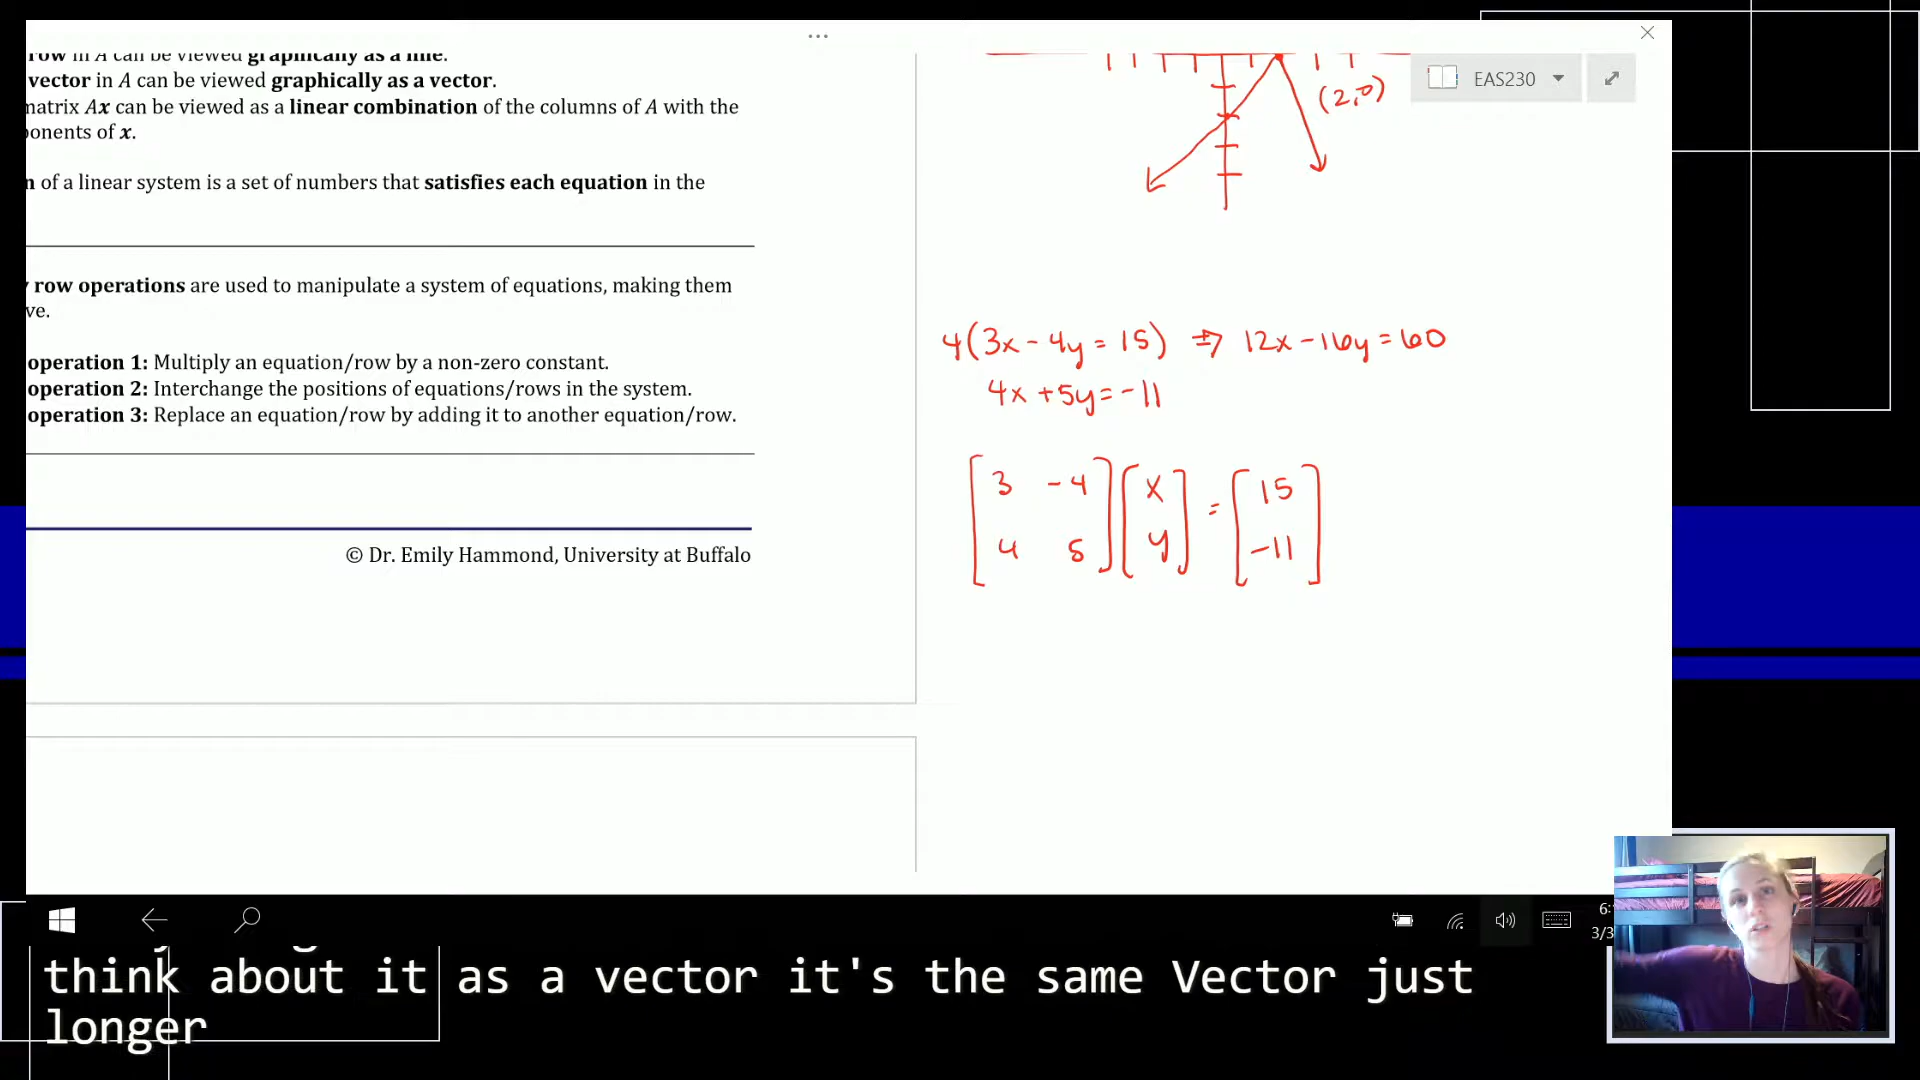 row in A can be viewed graphically as a line.
vector in A can be viewed graphically as a vector.
matrix Ax can be viewed as a linear combination of the columns of A with the
ponents of x.
of a linear system is a set of numbers that satisfies each equation in the
row operations are used to manipulate a system of equations, making them
ve.
operation 1: Multiply an equation/row by a non-zero constant.
operation 2: Interchange the positions of equations/rows in the system.
operation 3: Replace an equation/row by adding it to another equation/row.
© Dr. Emily Hammond, University at Buffalo
EAS230
(2,0)
4(3x - 4y = 15) ⇒ 12x - 16y = 60
4x + 5y = -11
[3 -4] [x] = [15]
[4 5] [y] [-11]
6:
3/3
think about it as a vector it's the same Vector just
longer